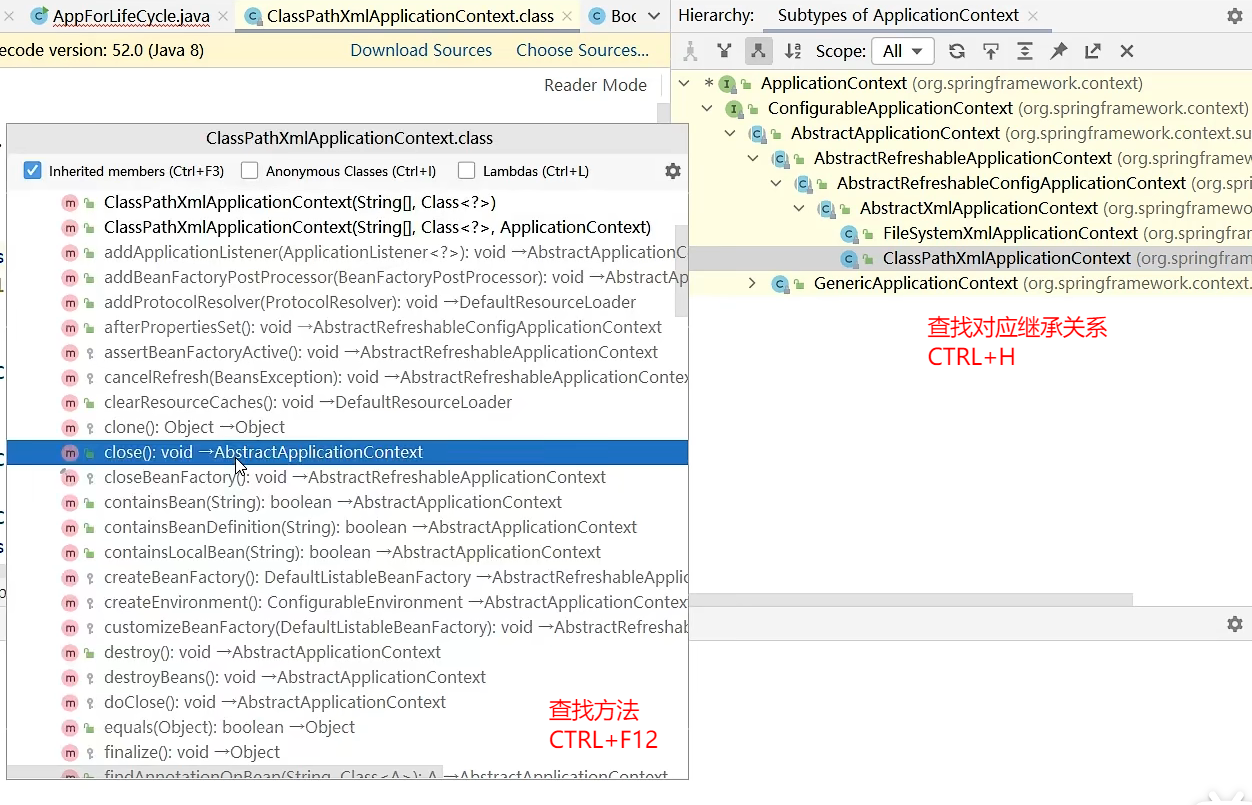 AppForLifeCycle.java
ClassPathXmlApplicationContext.class
Boo
Hierarchy: Subtypes of ApplicationContext
ecode version: 52.0 (Java 8) Download Sources Choose Sources...
Scope: All
Reader Mode
ClassPathXmlApplicationContext.class
Inherited members (Ctrl+F3) Anonymous Classes (Ctrl+I) Lambdas (Ctrl+L)
ClassPathXmlApplicationContext(String[], Class<?>)
ClassPathXmlApplicationContext(String[], Class<?>, ApplicationContext)
addApplicationListener(ApplicationListener<?>): void →AbstractApplicationC
addBeanFactoryPostProcessor(BeanFactoryPostProcessor): void →AbstractAp
addProtocolResolver(ProtocolResolver): void →DefaultResourceLoader
afterPropertiesSet(): void →AbstractRefreshableConfigApplicationContext
assertBeanFactoryActive(): void →AbstractRefreshableApplicationContext
cancelRefresh(BeansException): void →AbstractRefreshableApplicationContex
clearResourceCaches(): void →DefaultResourceLoader
clone(): Object →Object
close(): void →AbstractApplicationContext
closeBeanFactory(): void →AbstractRefreshableApplicationContext
containsBean(String): boolean →AbstractApplicationContext
containsBeanDefinition(String): boolean →AbstractApplicationContext
containsLocalBean(String): boolean →AbstractApplicationContext
createBeanFactory(): DefaultListableBeanFactory →AbstractRefreshableApplic
createEnvironment(): ConfigurableEnvironment →AbstractApplicationContex
customizeBeanFactory(DefaultListableBeanFactory): void →AbstractRefreshab
destroy(): void →AbstractApplicationContext
destroyBeans(): void →AbstractApplicationContext
doClose(): void →AbstractApplicationContext
equals(Object): boolean →Object
finalize(): void →Object
findAnnotationOnBean(String, Class<A>): A →AbstractApplicationContext
查找方法
CTRL+F12
* ApplicationContext (org.springframework.context)
ConfigurableApplicationContext (org.springframework.context)
AbstractApplicationContext (org.springframework.context.su
AbstractRefreshableApplicationContext (org.springframew
AbstractRefreshableConfigApplicationContext (org.spri
AbstractXmlApplicationContext (org.springframewo
FileSystemXmlApplicationContext (org.springfrar
ClassPathXmlApplicationContext (org.springfram
GenericApplicationContext (org.springframework.context.
查找对应继承关系
CTRL+H